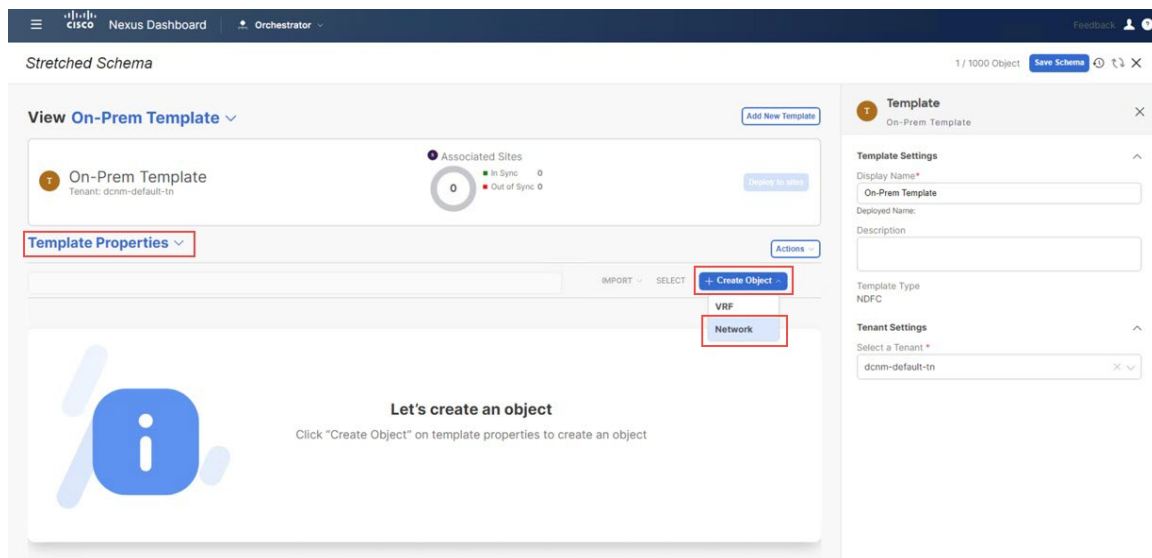 CISCO Nexus Dashboard Orchestrator Feedback ?
Stretched Schema 1 / 1000 Object Save Schema
View On-Prem Template Add New Template
T On-Prem Template
Tenant: dcnm-default-tn
Associated Sites
0
In Sync 0
Out of Sync 0
Deploy to sites
Template Properties Actions
IMPORT SELECT + Create Object
VRF
Network
Let's create an object
Click "Create Object" on template properties to create an object
T Template
On-Prem Template
Template Settings
Display Name*
On-Prem Template
Deployed Name:
Description
Template Type
NDFC
Tenant Settings
Select a Tenant *
dcnm-default-tn